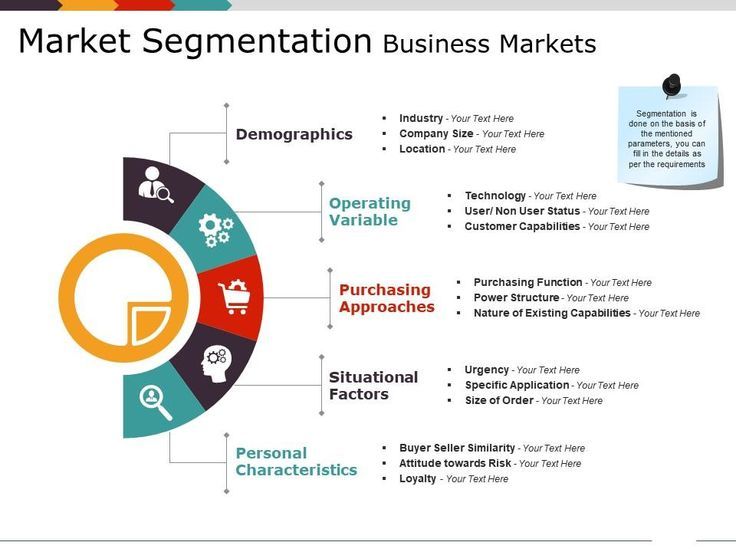 Market Segmentation Business Markets
Segmentation is
done on the basis of
the mentioned
parameters, you can
fill in the details as
per the requirements
Demographics
▪ Industry - Your Text Here
▪ Company Size - Your Text Here
▪ Location - Your Text Here
Operating
Variable
▪ Technology - Your Text Here
▪ User/ Non User Status - Your Text Here
▪ Customer Capabilities - Your Text Here
Purchasing
Approaches
▪ Purchasing Function - Your Text Here
▪ Power Structure - Your Text Here
▪ Nature of Existing Capabilities - Your Text Here
Situational
Factors
▪ Urgency - Your Text Here
▪ Specific Application - Your Text Here
▪ Size of Order - Your Text Here
Personal
Characteristics
▪ Buyer Seller Similarity - Your Text Here
▪ Attitude towards Risk - Your Text Here
▪ Loyalty - Your Text Here